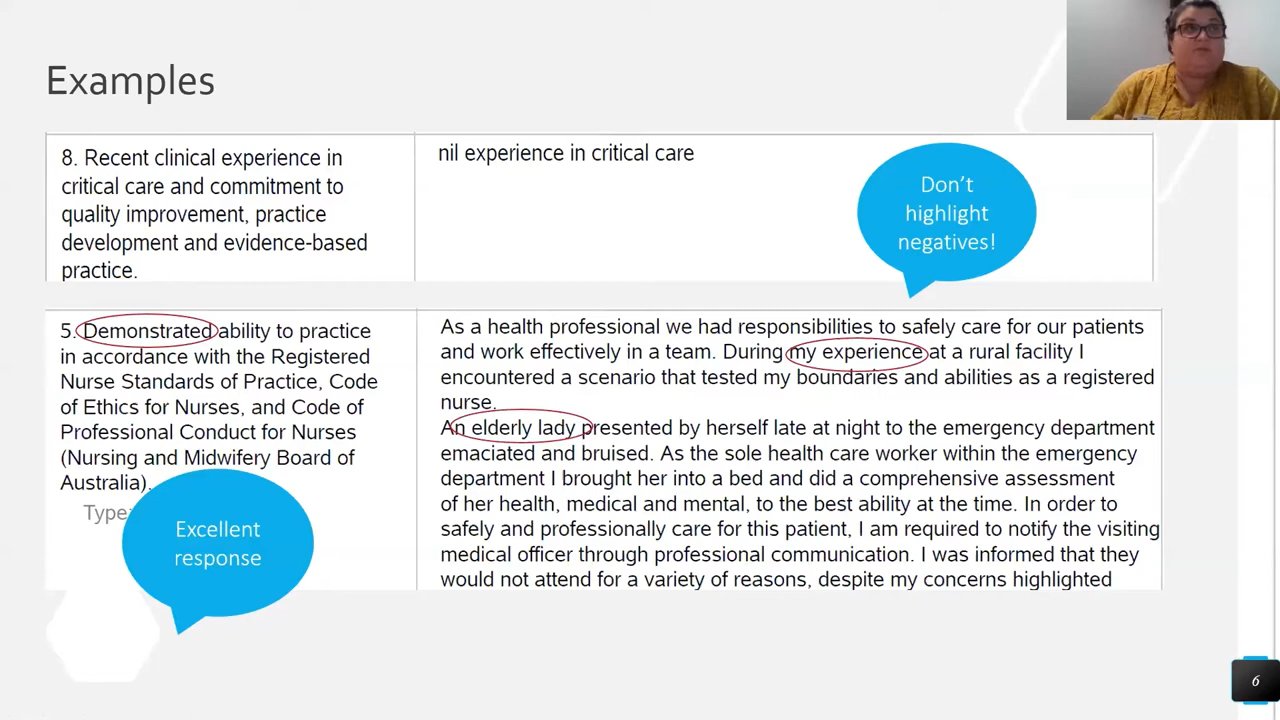 Examples
8. Recent clinical experience in
critical care and commitment to
quality improvement, practice
development and evidence-based
practice.
nil experience in critical care
Don't
highlight
negatives!
5. Demonstrated ability to practice
in accordance with the Registered
Nurse Standards of Practice, Code
of Ethics for Nurses, and Code of
Professional Conduct for Nurses
(Nursing and Midwifery Board of
Australia).
Type
Excellent
response
As a health professional we had responsibilities to safely care for our patients
and work effectively in a team. During my experience at a rural facility I
encountered a scenario that tested my boundaries and abilities as a registered
nurse.
An elderly lady presented by herself late at night to the emergency department
emaciated and bruised. As the sole health care worker within the emergency
department I brought her into a bed and did a comprehensive assessment
of her health, medical and mental, to the best ability at the time. In order to
safely and professionally care for this patient, I am required to notify the visiting
medical officer through professional communication. I was informed that they
would not attend for a variety of reasons, despite my concerns highlighted
6